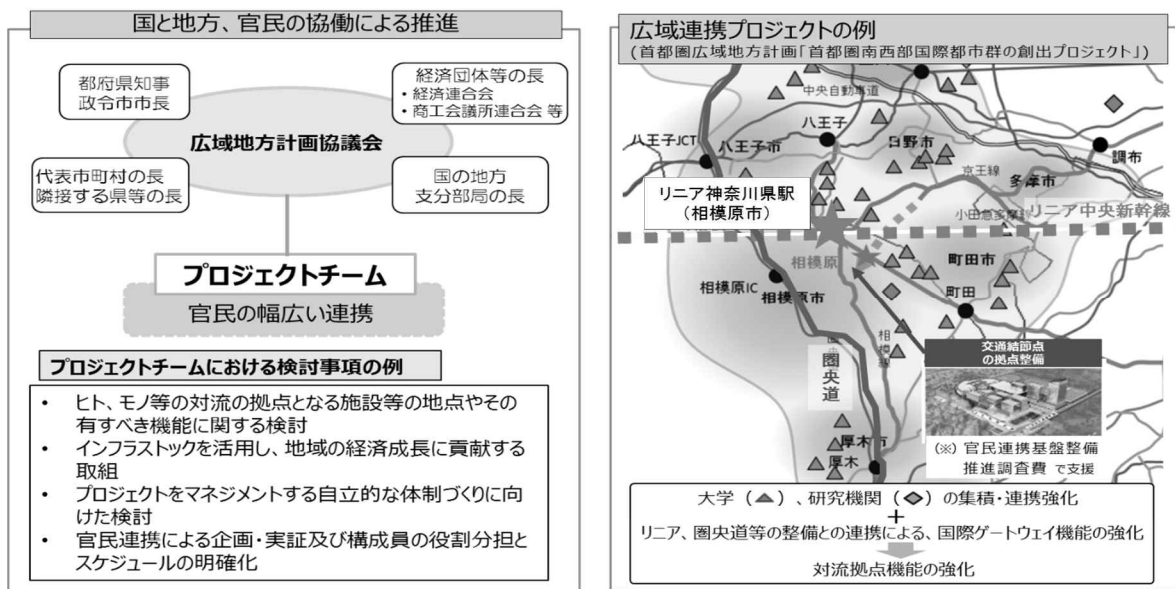 国と地方、官民の協働による推進
都府県知事
政令市市長
経済団体等の長
・経済連合会
・商工会議所連合会 等
広域地方計画協議会
代表市町村の長
隣接する県等の長
国の地方
支分部局の長
プロジェクトチーム
官民の幅広い連携
プロジェクトチームにおける検討事項の例
• ヒト、モノ等の対流の拠点となる施設等の地点やその
有すべき機能に関する検討
• インフラストックを活用し、地域の経済成長に貢献する
取組
• プロジェクトをマネジメントする自立的な体制づくりに向
けた検討
• 官民連携による企画・実証及び構成員の役割分担と
スケジュールの明確化
広域連携プロジェクトの例
(首都圏広域地方計画「首都圏南西部国際都市群の創出プロジェクト」)
中央自動車道
八王子
八王子JCT
八王子市
日野市
調布
京王線
多摩市
リニア神奈川県駅
(相模原市)
小田急多摩線
リニア中央新幹線
相模原
町田市
相模原IC
相模原市
町田
相模線
圏央道
交通結節点
の拠点整備
厚木市
厚木
(※) 官民連携基盤整備
推進調査費 で支援
大学(▲)、研究機関(◆)の集積・連携強化
+
リニア、圏央道等の整備との連携による、国際ゲートウェイ機能の強化
対流拠点機能の強化